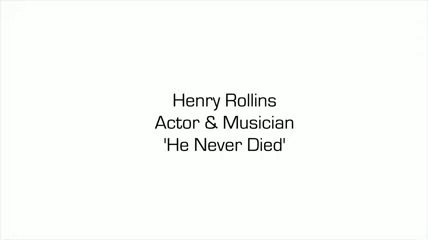 Henry Rollins
Actor & Musician
'He Never Died'